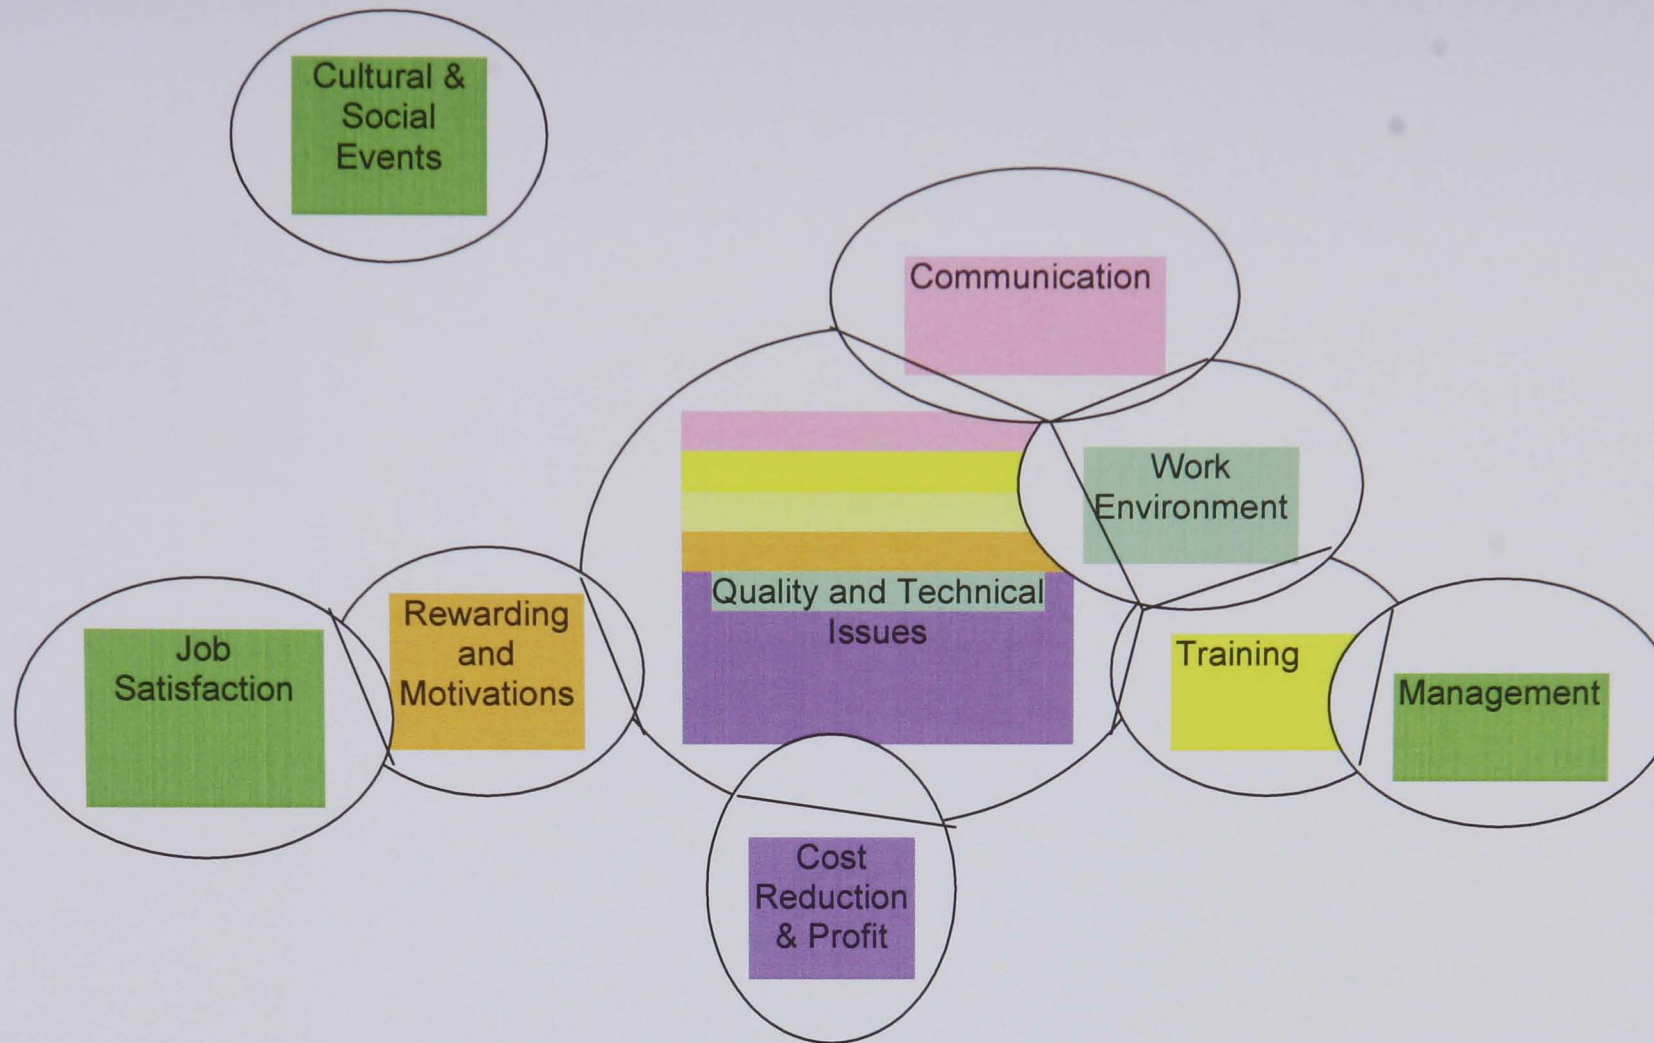 Cultural &
Social
Events
Communication
Work
Environment
Quality and Technical
Issues
Rewarding
and
Motivations
Job
Satisfaction
Training
Management
Cost
Reduction
& Profit